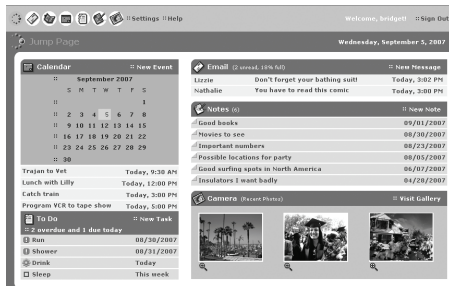 :: Settings :: Help
Welcome, bridget! :: Sign Out
Jump Page
Wednesday, September 5, 2007
Calendar :: New Event
:: September 2007
S M T W T F S
:: 1
:: 2 3 4 5 6 7 8
:: 9 10 11 12 13 14 15
:: 16 17 18 19 20 21 22
:: 23 24 25 26 27 28 29
:: 30
Trajan to Vet Today, 9:30 AM
Lunch with Lilly Today, 12:00 PM
Catch train Today, 3:00 PM
Program VCR to tape show Today, 5:00 PM
To Do :: New Task
:: 2 overdue and 1 due today
Run 08/30/2007
Shower 08/31/2007
Drink Today
Sleep This week
Email (2 unread, 18% full) :: New Message
Lizzie Don't forget your bathing suit! Today, 3:02 PM
Nathalie You have to read this comic Today, 3:00 PM
Notes (6) :: New Note
Good books 09/01/2007
Movies to see 08/30/2007
Important numbers 08/23/2007
Possible locations for party 08/05/2007
Good surfing spots in North America 06/07/2007
Insulators I want badly 04/28/2007
Camera (Recent Photos) :: Visit Gallery